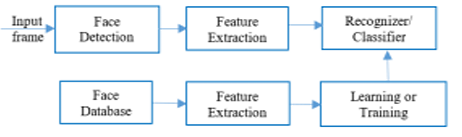 Input
frame
Face
Detection
Feature
Extraction
Recognizer/
Classifier
Face
Database
Feature
Extraction
Learning or
Training